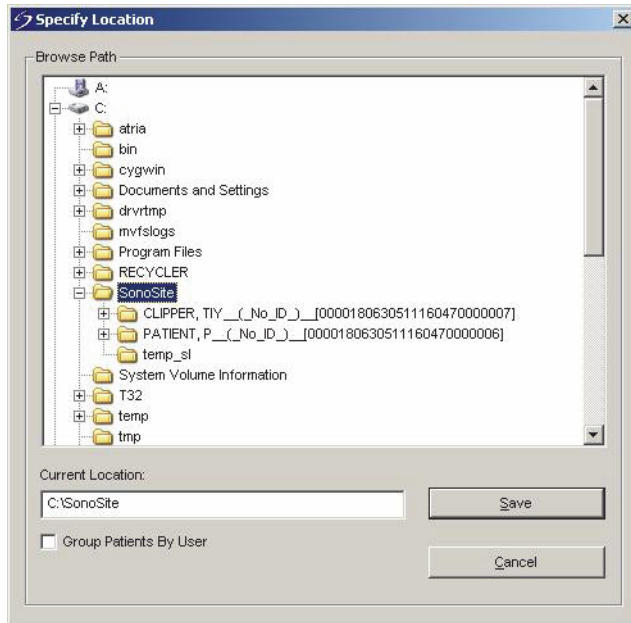 Specify Location
Browse Path
A:
C:
atria
bin
cygwin
Documents and Settings
drvrtmp
mvfslogs
Program Files
RECYCLER
SonoSite
CLIPPER, TIY__(_No_ID_)__[00001806305111604700000007]
PATIENT, P__(_No_ID_)__[00001806305111604700000006]
temp_sl
System Volume Information
T32
temp
tmp
Current Location:
C:\SonoSite
Save
Group Patients By User
Cancel